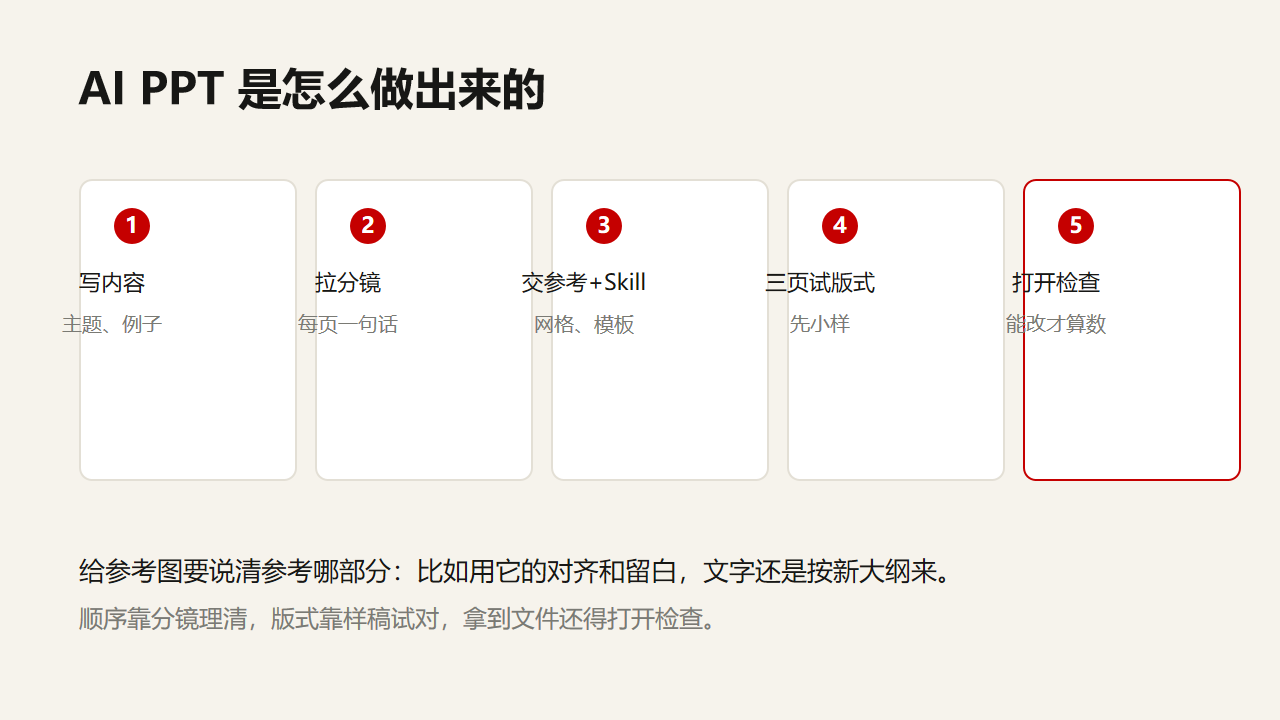 AI PPT 是怎么做出来的
1
写内容
主题、例子
2
拉分镜
每页一句话
3
交参考+Skill
网格、模板
4
三页试版式
先小样
5
打开检查
能改才算数
给参考图要说清参考哪部分：比如用它的对齐和留白，文字还是按新大纲来。
顺序靠分镜理清，版式靠样稿试对，拿到文件还得打开检查。